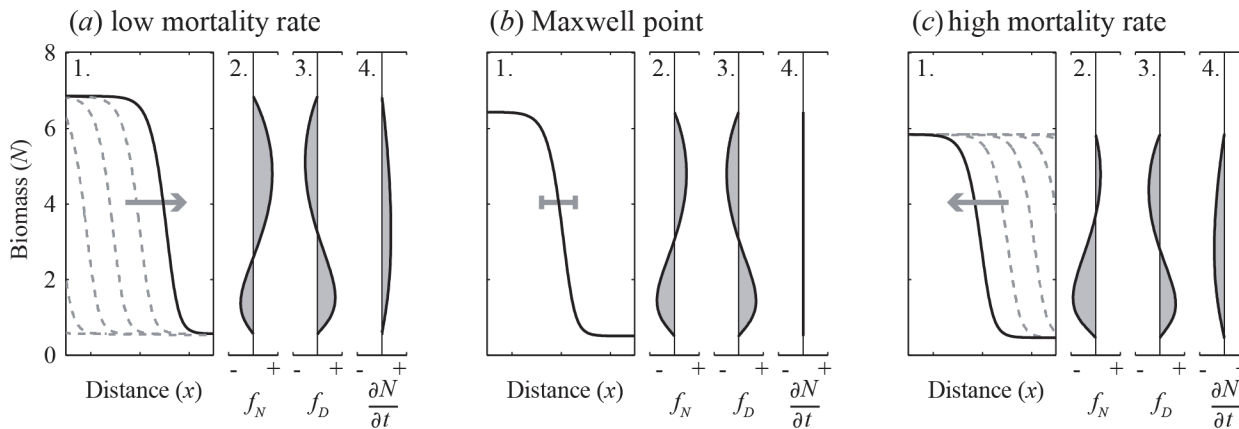 (a) low mortality rate
(b) Maxwell point
(c) high mortality rate
8
6
4
2
0
Biomass (N)
1.
2.
3.
4.
1.
2.
3.
4.
1.
2.
3.
4.
Distance (x)
- +
- +
- +
f_N
f_D
∂N
∂t
Distance (x)
- +
- +
- +
f_N
f_D
∂N
∂t
Distance (x)
- +
- +
- +
f_N
f_D
∂N
∂t